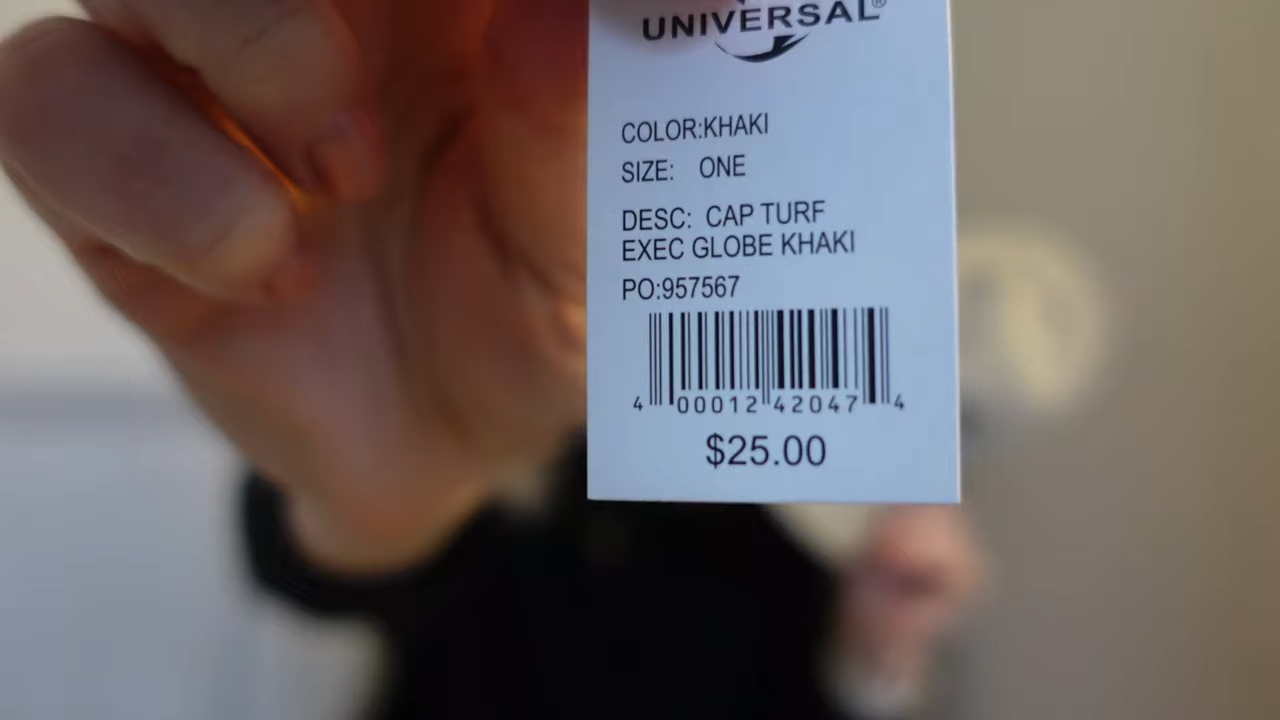 UNIVERSAL®
COLOR:KHAKI
SIZE: ONE
DESC: CAP TURF
EXEC GLOBE KHAKI
PO:957567
4 00012 42047 4
$25.00